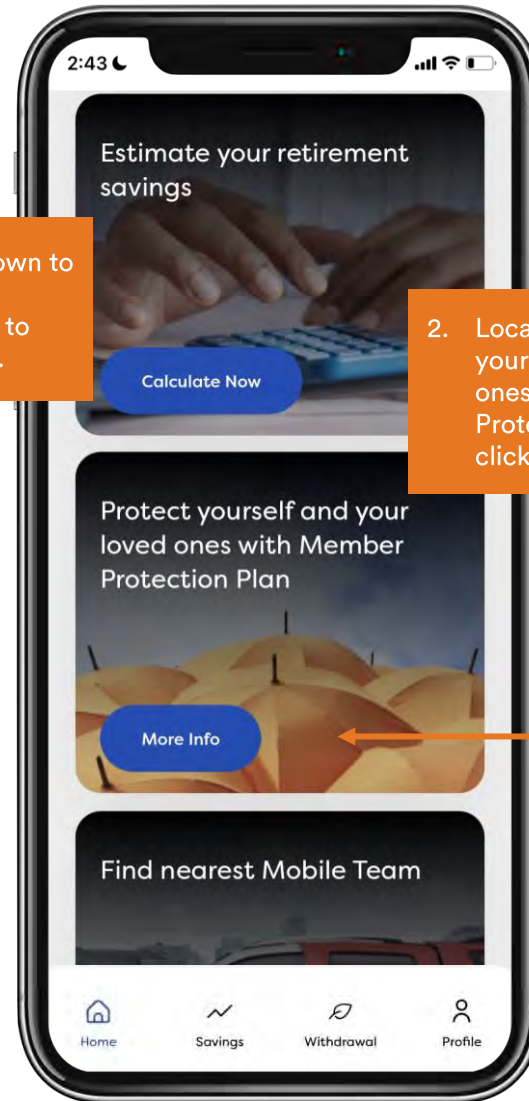 2:43
Estimate your retirement
savings
own to
to
.
Calculate Now
2. Loca
your
ones
Prote
click
Protect yourself and your
loved ones with Member
Protection Plan
More Info
Find nearest Mobile Team
Home Savings Withdrawal Profile